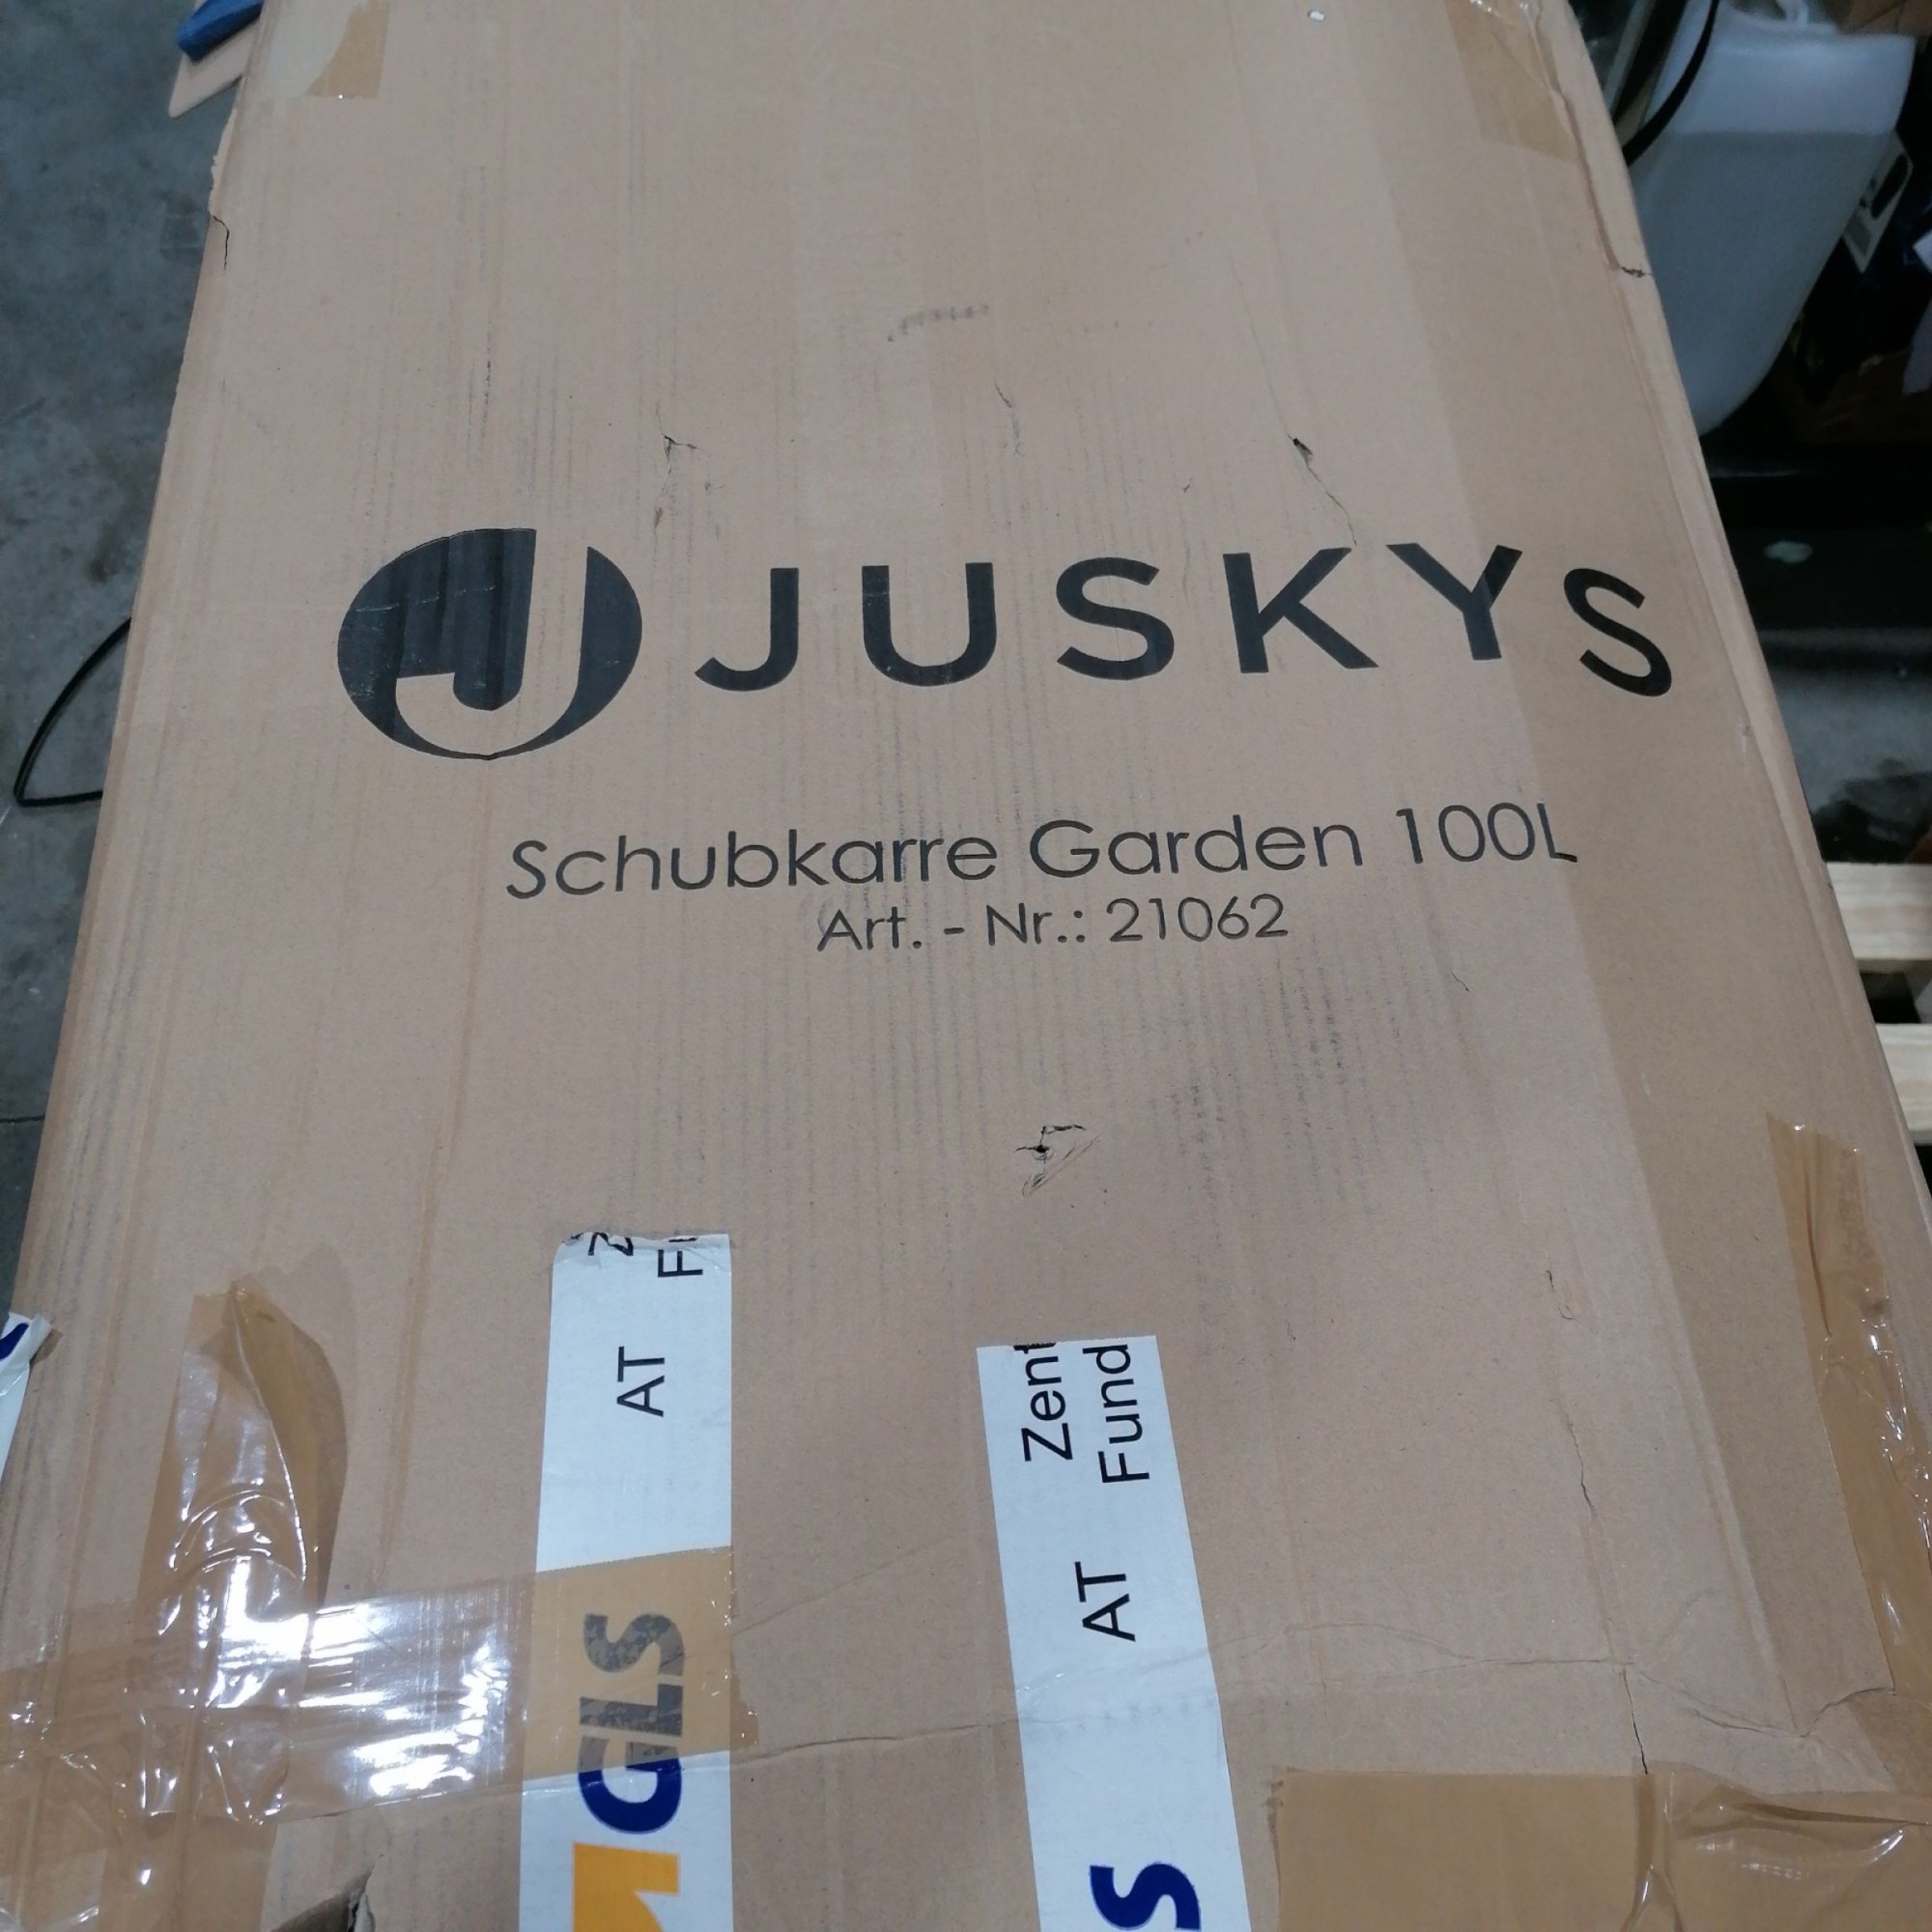 JUSKYS
Schubkarre Garden 100L
Art. - Nr.: 21062
AT
GLS
Zent
Fund
AT
S